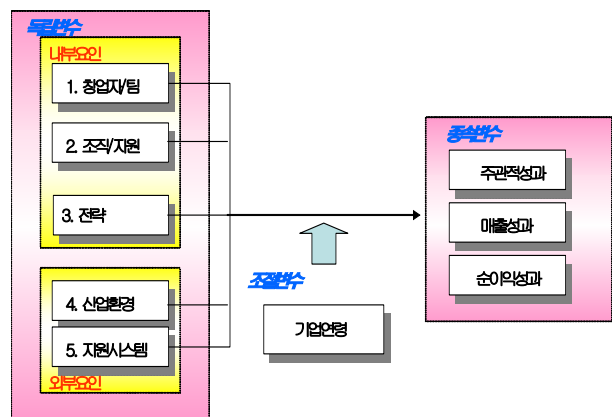 독립변수
내부요인
1. 창업자/팀
2. 조직/자원
3. 전략
4. 산업환경
5. 지원시스템
외부요인
조절변수
기업연령
종속변수
주관적성과
매출성과
순이익성과